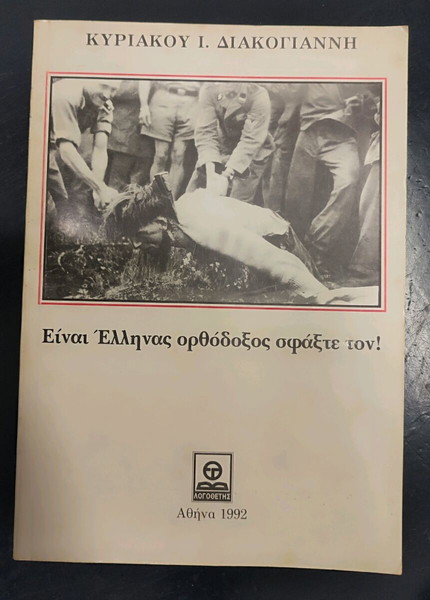 ΚΥΡΙΑΚΟΥ Ι. ΔΙΑΚΟΓΙΑΝΝΗ
Είναι Έλληνας ορθόδοξος σφάξτε τον!
ΛΟΓΟΘΕΤΗΣ
Αθήνα 1992